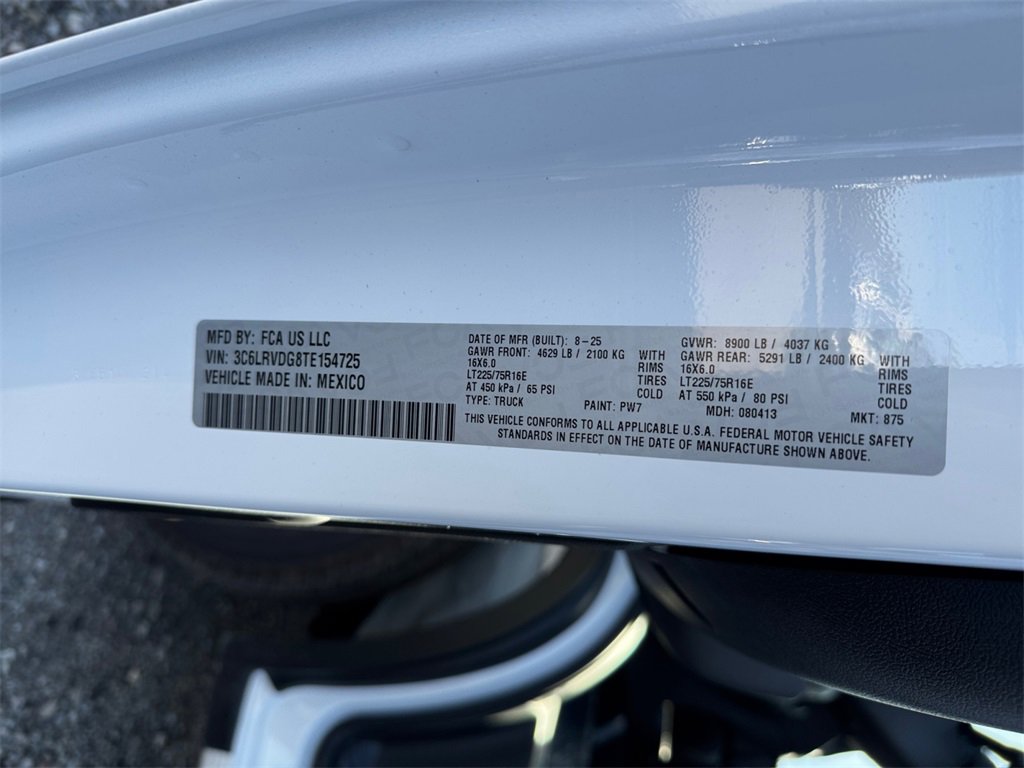 MFD BY: FCA US LLC
VIN: 3C6LRVDG8TE154725
VEHICLE MADE IN: MEXICO
DATE OF MFR (BUILT): 8-25
GAWR FRONT: 4629 LB / 2100 KG
16X6.0
LT225/75R16E
AT 450 kPa / 65 PSI
WITH
RIMS
TIRES
COLD
GVWR: 8900 LB / 4037 KG
GAWR REAR: 5291 LB / 2400 KG
16X6.0
LT225/75R16E
AT 550 kPa / 80 PSI
WITH
RIMS
TIRES
COLD
TYPE: TRUCK PAINT: PW7 MDH: 080413 MKT: 875
THIS VEHICLE CONFORMS TO ALL APPLICABLE U.S.A. FEDERAL MOTOR VEHICLE SAFETY
STANDARDS IN EFFECT ON THE DATE OF MANUFACTURE SHOWN ABOVE.